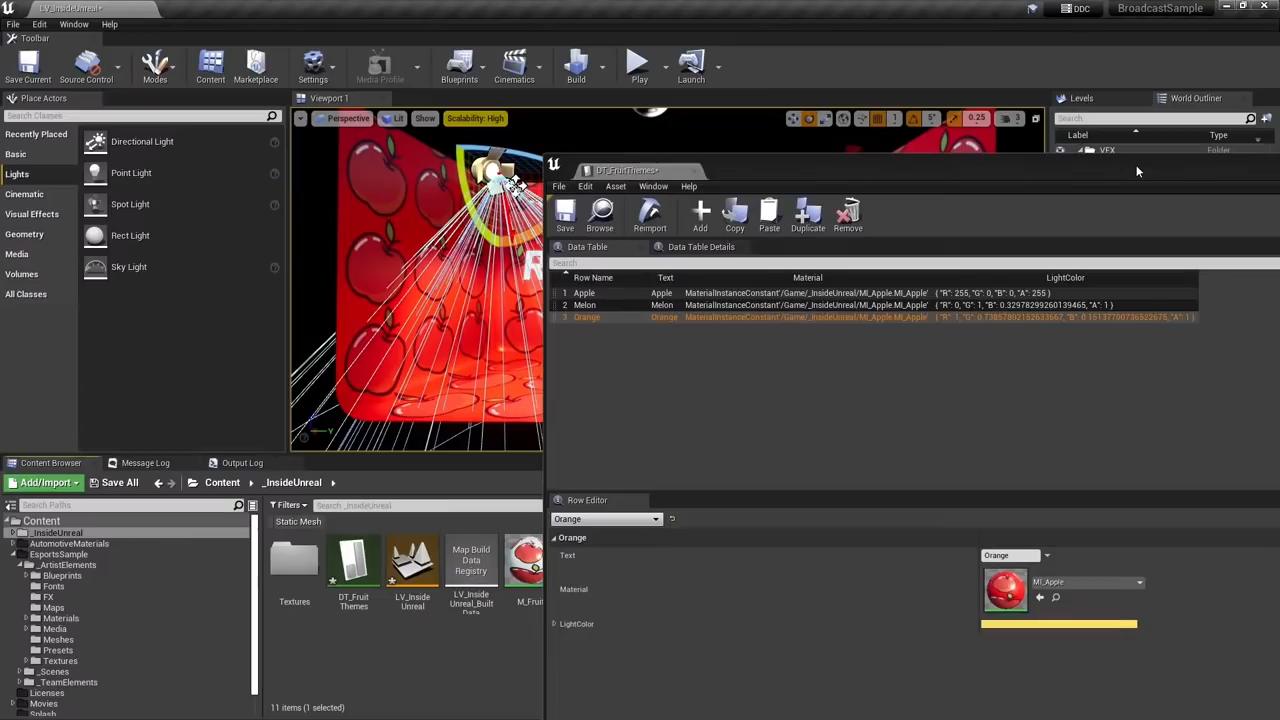 LV_InsideUnreal*
DDC
BroadcastSample
File Edit Window Help
Toolbar
Save Current
Source Control
Modes
Content
Marketplace
Settings
Media Profile
Blueprints
Cinematics
Build
Play
Launch
Place Actors
Viewport 1
Levels
World Outliner
Search Classes
Perspective
Lit
Show
Scalability: High
1
5°
0.25
3
Search
Label
Type
VFX
Folder
Recently Placed
Basic
Lights
Cinematic
Visual Effects
Geometry
Media
Volumes
All Classes
Directional Light
Point Light
Spot Light
Rect Light
Sky Light
DT_FruitThemes*
File Edit Asset Window Help
Save
Browse
Reimport
Add
Copy
Paste
Duplicate
Remove
Data Table
Data Table Details
Search
Row Name Text Material LightColor
1 Apple Apple MaterialInstanceConstant'/Game/_InsideUnreal/MI_Apple.MI_Apple' { "R": 255, "G": 0, "B": 0, "A": 255 }
2 Melon Melon MaterialInstanceConstant'/Game/_InsideUnreal/MI_Apple.MI_Apple' { "R": 0, "G": 1, "B": 0.32978299260139465, "A": 1 }
3 Orange Orange MaterialInstanceConstant'/Game/_InsideUnreal/MI_Apple.MI_Apple'
R
Y
Row Editor
Orange
Orange
Text
Orange
Material
MI_Apple
LightColor
Content Browser
Message Log
Output Log
Add/Import
Save All
Content
_InsideUnreal
Search Paths
Filters
Search _InsideUnreal
Static Mesh
Content
_InsideUnreal
AutomotiveMaterials
EsportsSample
_ArtistElements
Blueprints
Fonts
FX
Maps
Materials
Media
Meshes
Presets
Textures
_Scenes
_TeamElements
Licenses
Movies
Splash
Textures
DT_Fruit
Themes
LV_Inside
Unreal
Map Build
Data
Registry
LV_Inside
Unreal_Built
Data
M_Fruit
11 items (1 selected)